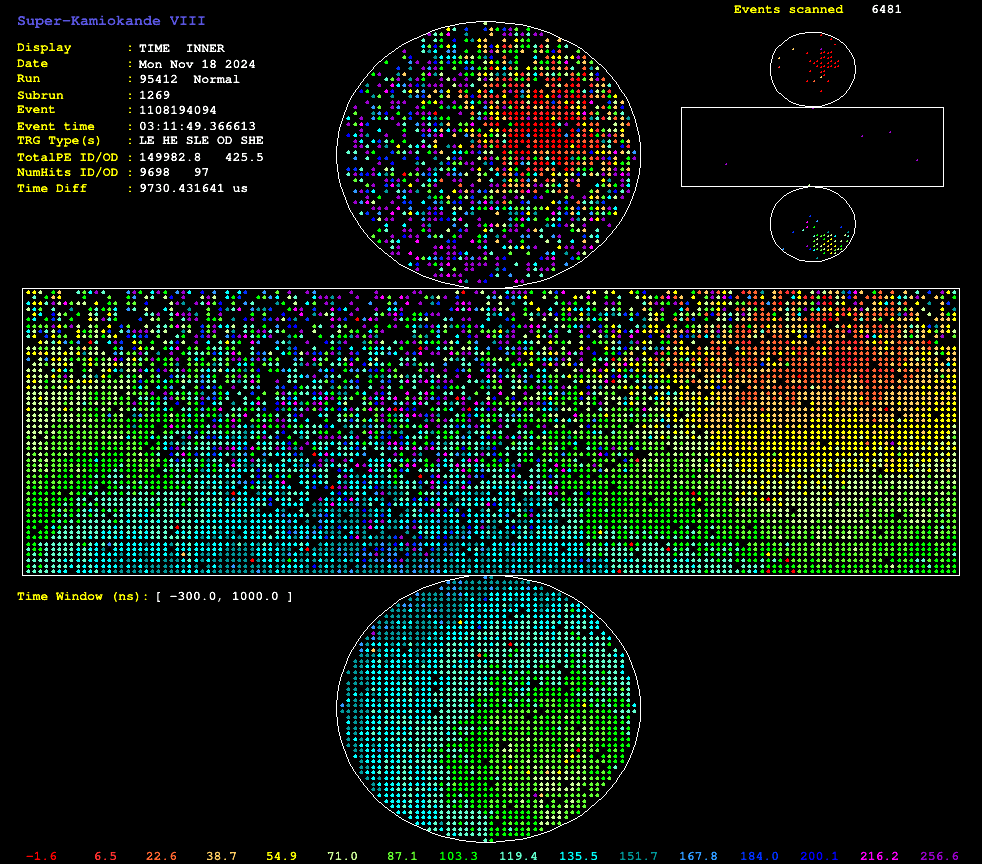 Super-Kamiokande VIII
Events scanned 6481
Display : TIME INNER
Date : Mon Nov 18 2024
Run : 95412 Normal
Subrun : 1269
Event : 1108194094
Event time : 03:11:49.366613
TRG Type(s) : LE HE SLE OD SHE
TotalPE ID/OD : 149982.8 425.5
NumHits ID/OD : 9698 97
Time Diff : 9730.431641 us
Time Window (ns): [ -300.0, 1000.0 ]
-1.6 6.5 22.6 38.7 54.9 71.0 87.1 103.3 119.4 135.5 151.7 167.8 184.0 200.1 216.2 256.6